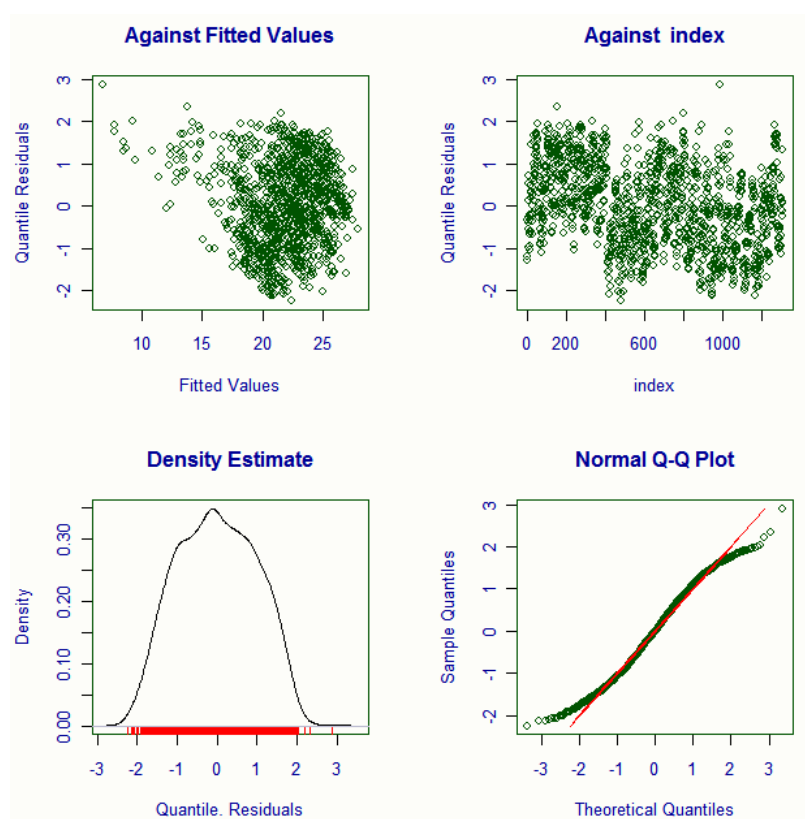 Against Fitted Values
Quantile Residuals
3
2
1
0
-1
-2
10 15 20 25
Fitted Values
Against index
Quantile Residuals
3
2
1
0
-1
-2
0 200 600 1000
index
Density Estimate
Density
0.30
0.20
0.10
0.00
-3 -2 -1 0 1 2 3
Quantile. Residuals
Normal Q-Q Plot
Sample Quantiles
3
2
1
0
-1
-2
-3 -2 -1 0 1 2 3
Theoretical Quantiles